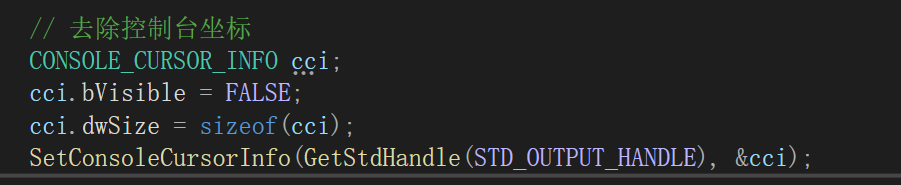 // 去除控制台坐标
CONSOLE_CURSOR_INFO cci;
cci.bVisible = FALSE;
cci.dwSize = sizeof(cci);
SetConsoleCursorInfo(GetStdHandle(STD_OUTPUT_HANDLE), &cci);